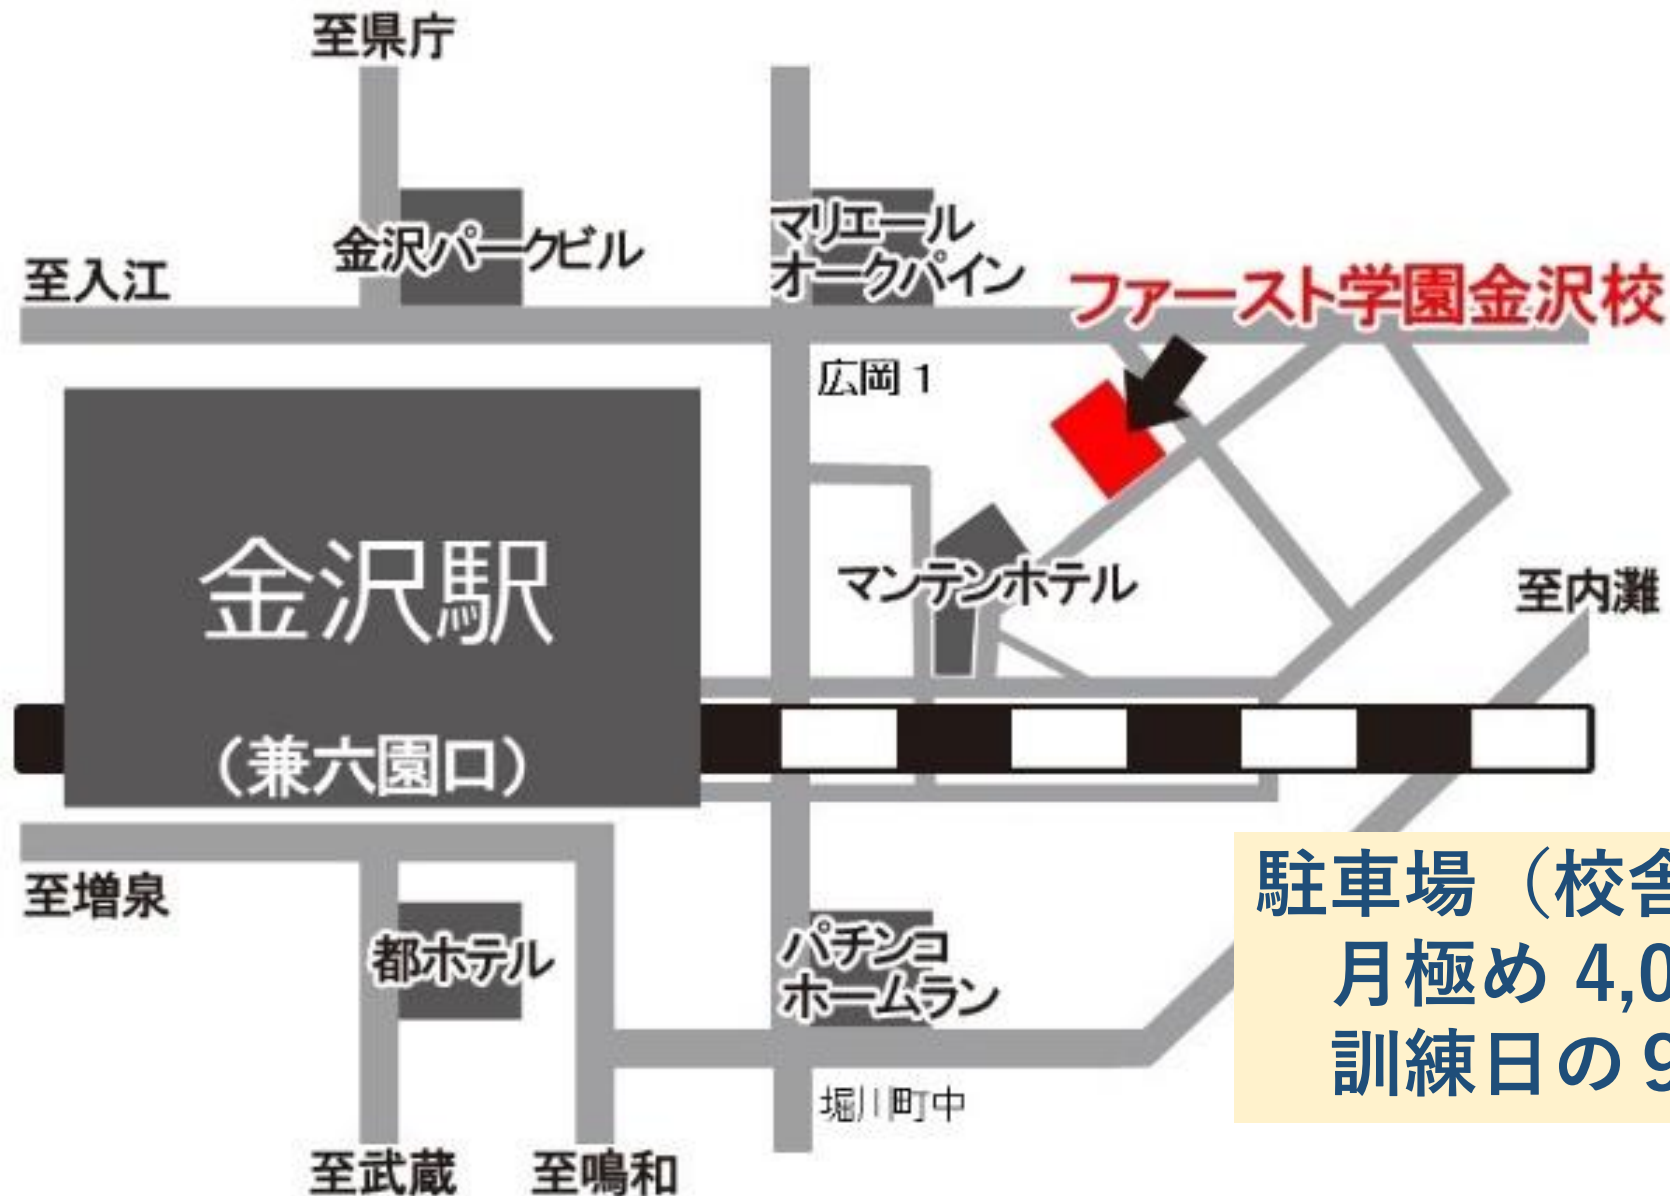 至県庁
金沢パークビル
マリエール
オークパイン
至入江
ファースト学園金沢校
広岡1
金沢駅
(兼六園口)
マンテンホテル
至内灘
至増泉
都ホテル
パチンコ
ホームラン
駐車場（校舎
月極め 4,0
訓練日の 9
堀川町中
至武蔵
至鳴和